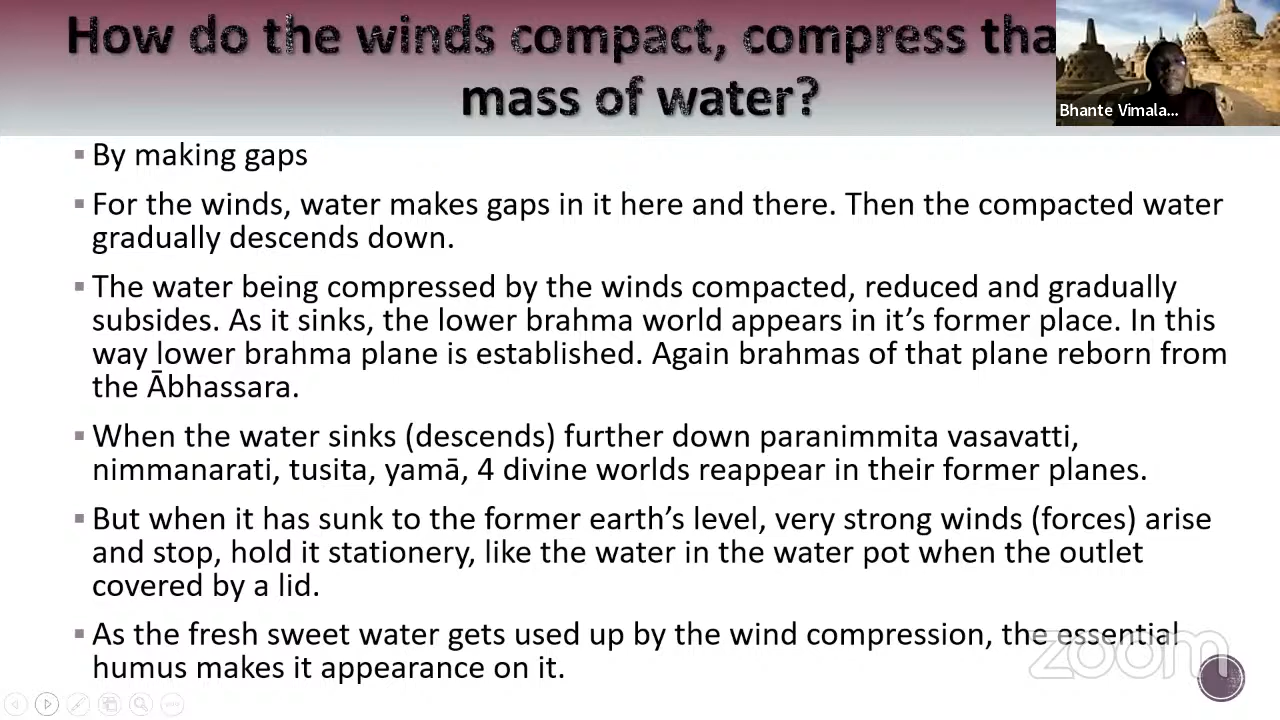 How do the winds compact, compress tha
mass of water?
Bhante Vimala...
▪ By making gaps
▪ For the winds, water makes gaps in it here and there. Then the compacted water
gradually descends down.
▪ The water being compressed by the winds compacted, reduced and gradually
subsides. As it sinks, the lower brahma world appears in it's former place. In this
way lower brahma plane is established. Again brahmas of that plane reborn from
the Ābhassara.
▪ When the water sinks (descends) further down paranimmita vasavatti,
nimmanarati, tusita, yamā, 4 divine worlds reappear in their former planes.
▪ But when it has sunk to the former earth's level, very strong winds (forces) arise
and stop, hold it stationery, like the water in the water pot when the outlet
covered by a lid.
▪ As the fresh sweet water gets used up by the wind compression, the essential
humus makes it appearance on it.
zoom